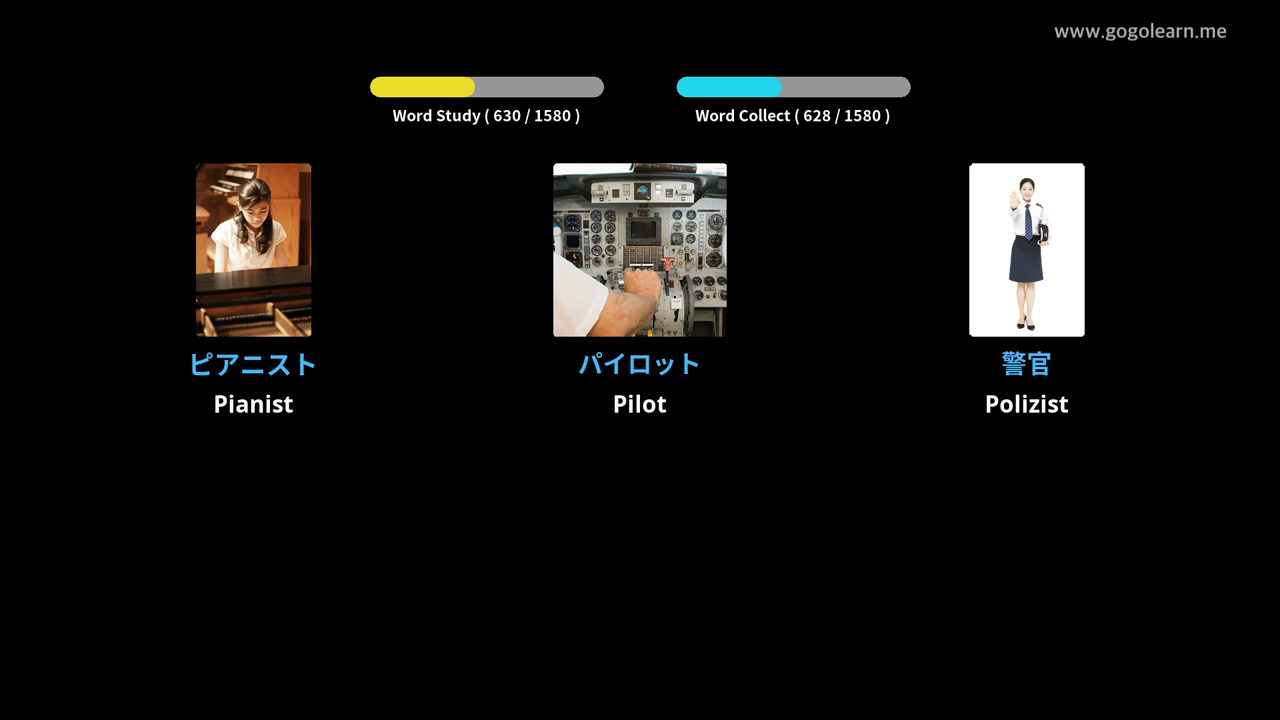 www.gogolearn.me
Word Study ( 630 / 1580 )
Word Collect ( 628 / 1580 )
ピアニスト
パイロット
警官
Pianist
Pilot
Polizist